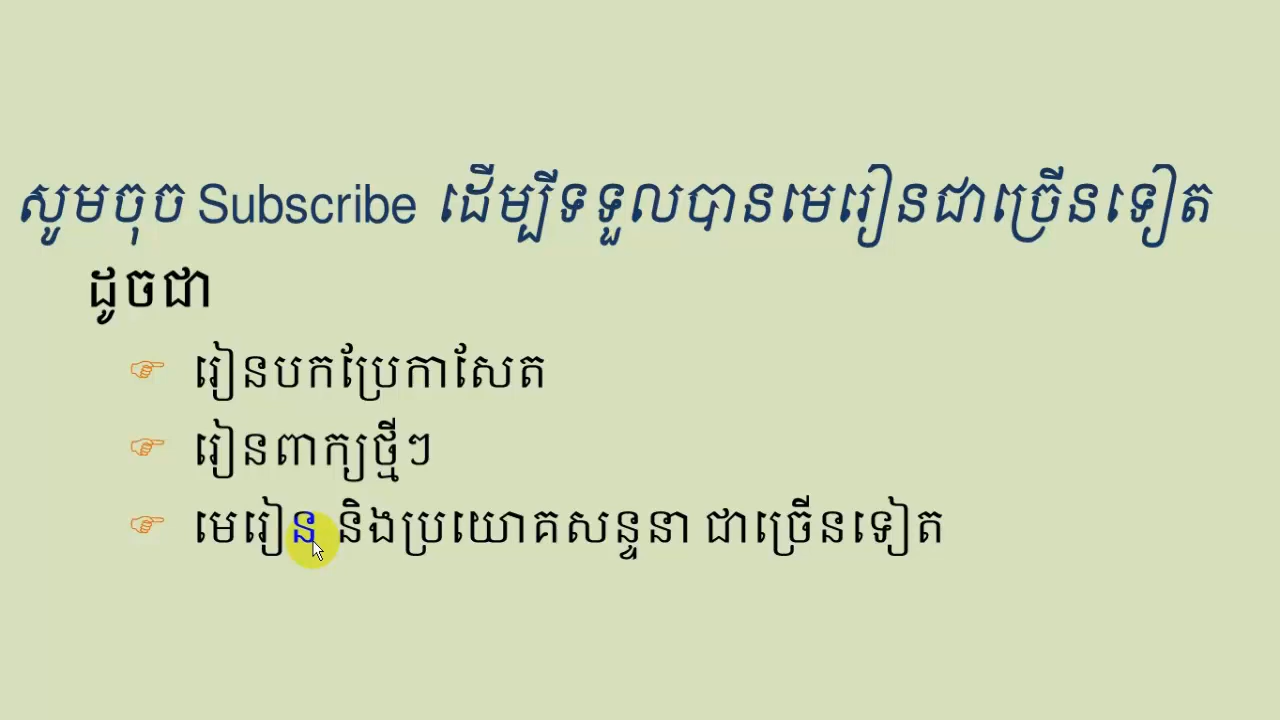 សូមចុច Subscribe ដើម្បីទទួលបានមេរៀនជាច្រើនទៀត
ដូចជា
រៀនបកប្រែកាសែត
រៀនពាក្យថ្មីៗ
មេរៀន និងប្រយោគសន្ទនា ជាច្រើនទៀត